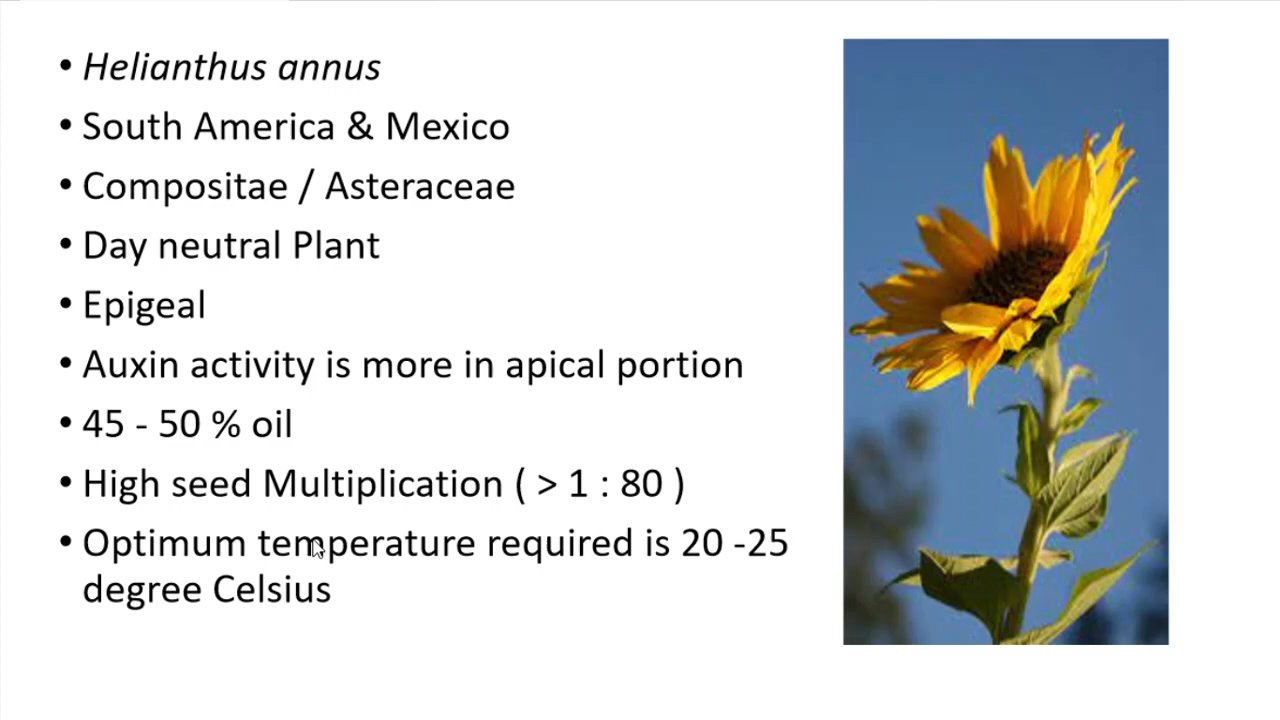 • Helianthus annus
• South America & Mexico
• Compositae / Asteraceae
• Day neutral Plant
• Epigeal
• Auxin activity is more in apical portion
• 45 - 50 % oil
• High seed Multiplication ( > 1 : 80 )
• Optimum temperature required is 20 -25
degree Celsius